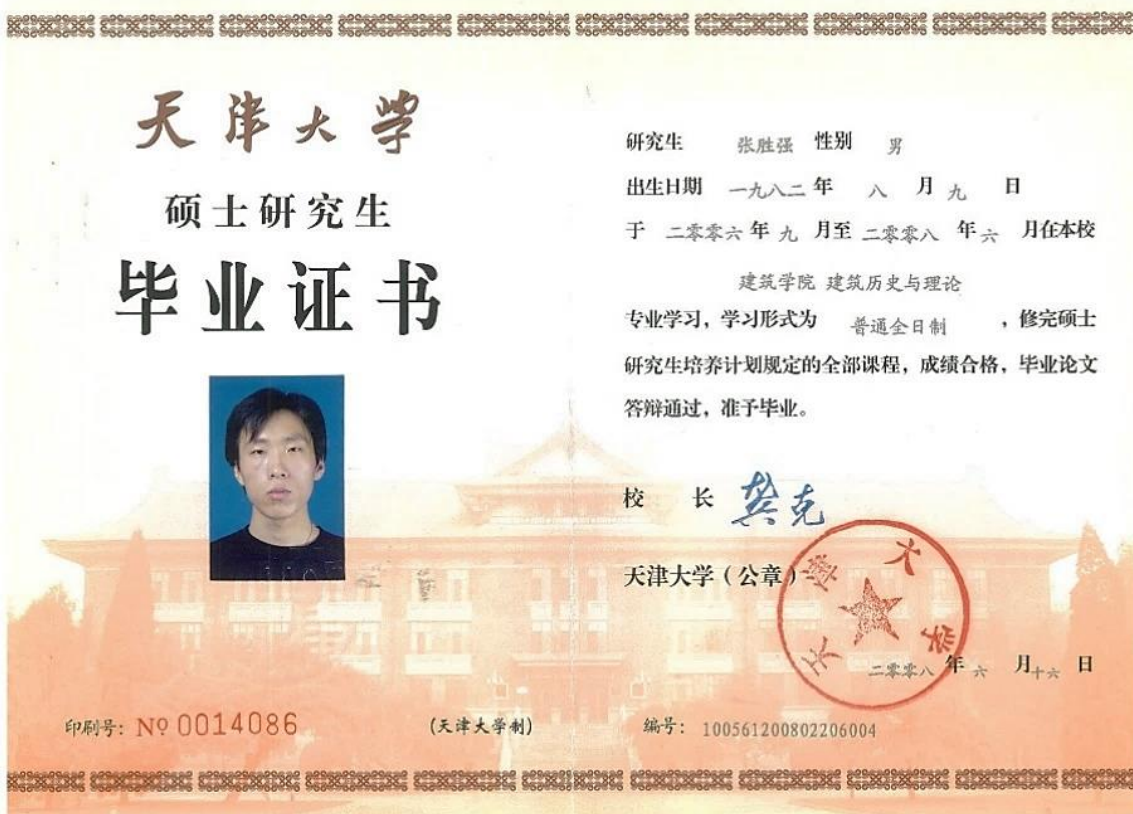 天津大学
硕士研究生
毕业证书
印刷号: Nº 0014086
(天津大学制)
研究生 张胜强 性别 男
出生日期 一九八二 年 八 月 九 日
于 二零零六 年 九 月至 二零零八 年 六 月在本校
建筑学院 建筑历史与理论
专业学习，学习形式为 普通全日制 ，修完硕士
研究生培养计划规定的全部课程，成绩合格，毕业论文
答辩通过，准予毕业。
校 长 龚克
天津大学（公章）
天津大学
二零零八 年 六 月 十六 日
编号: 100561200802206004